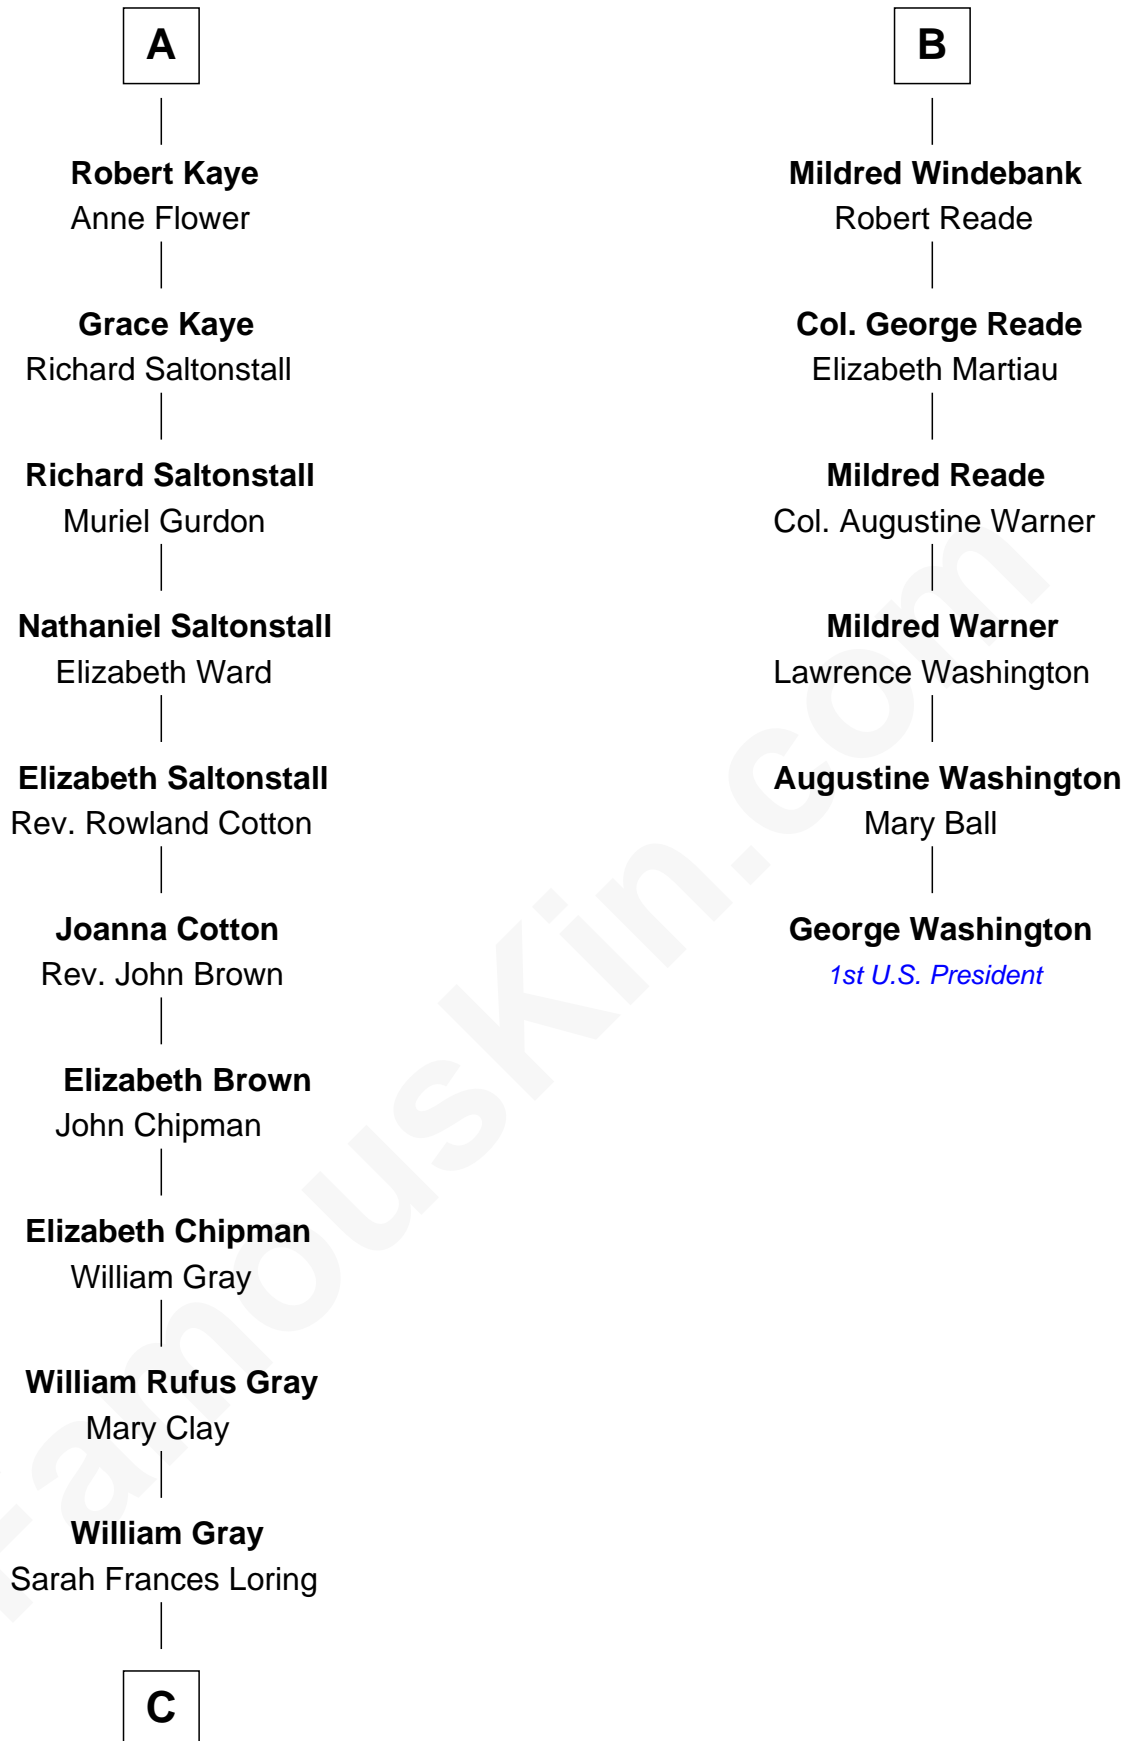 A
Robert Kaye
Anne Flower
Grace Kaye
Richard Saltonstall
Richard Saltonstall
Muriel Gurdon
Nathaniel Saltonstall
Elizabeth Ward
Elizabeth Saltonstall
Rev. Rowland Cotton
Joanna Cotton
Rev. John Brown
Elizabeth Brown
John Chipman
Elizabeth Chipman
William Gray
William Rufus Gray
Mary Clay
William Gray
Sarah Frances Loring
C
B
Mildred Windebank
Robert Reade
Col. George Reade
Elizabeth Martiau
Mildred Reade
Col. Augustine Warner
Mildred Warner
Lawrence Washington
Augustine Washington
Mary Ball
George Washington
1st U.S. President
FamousKin.com